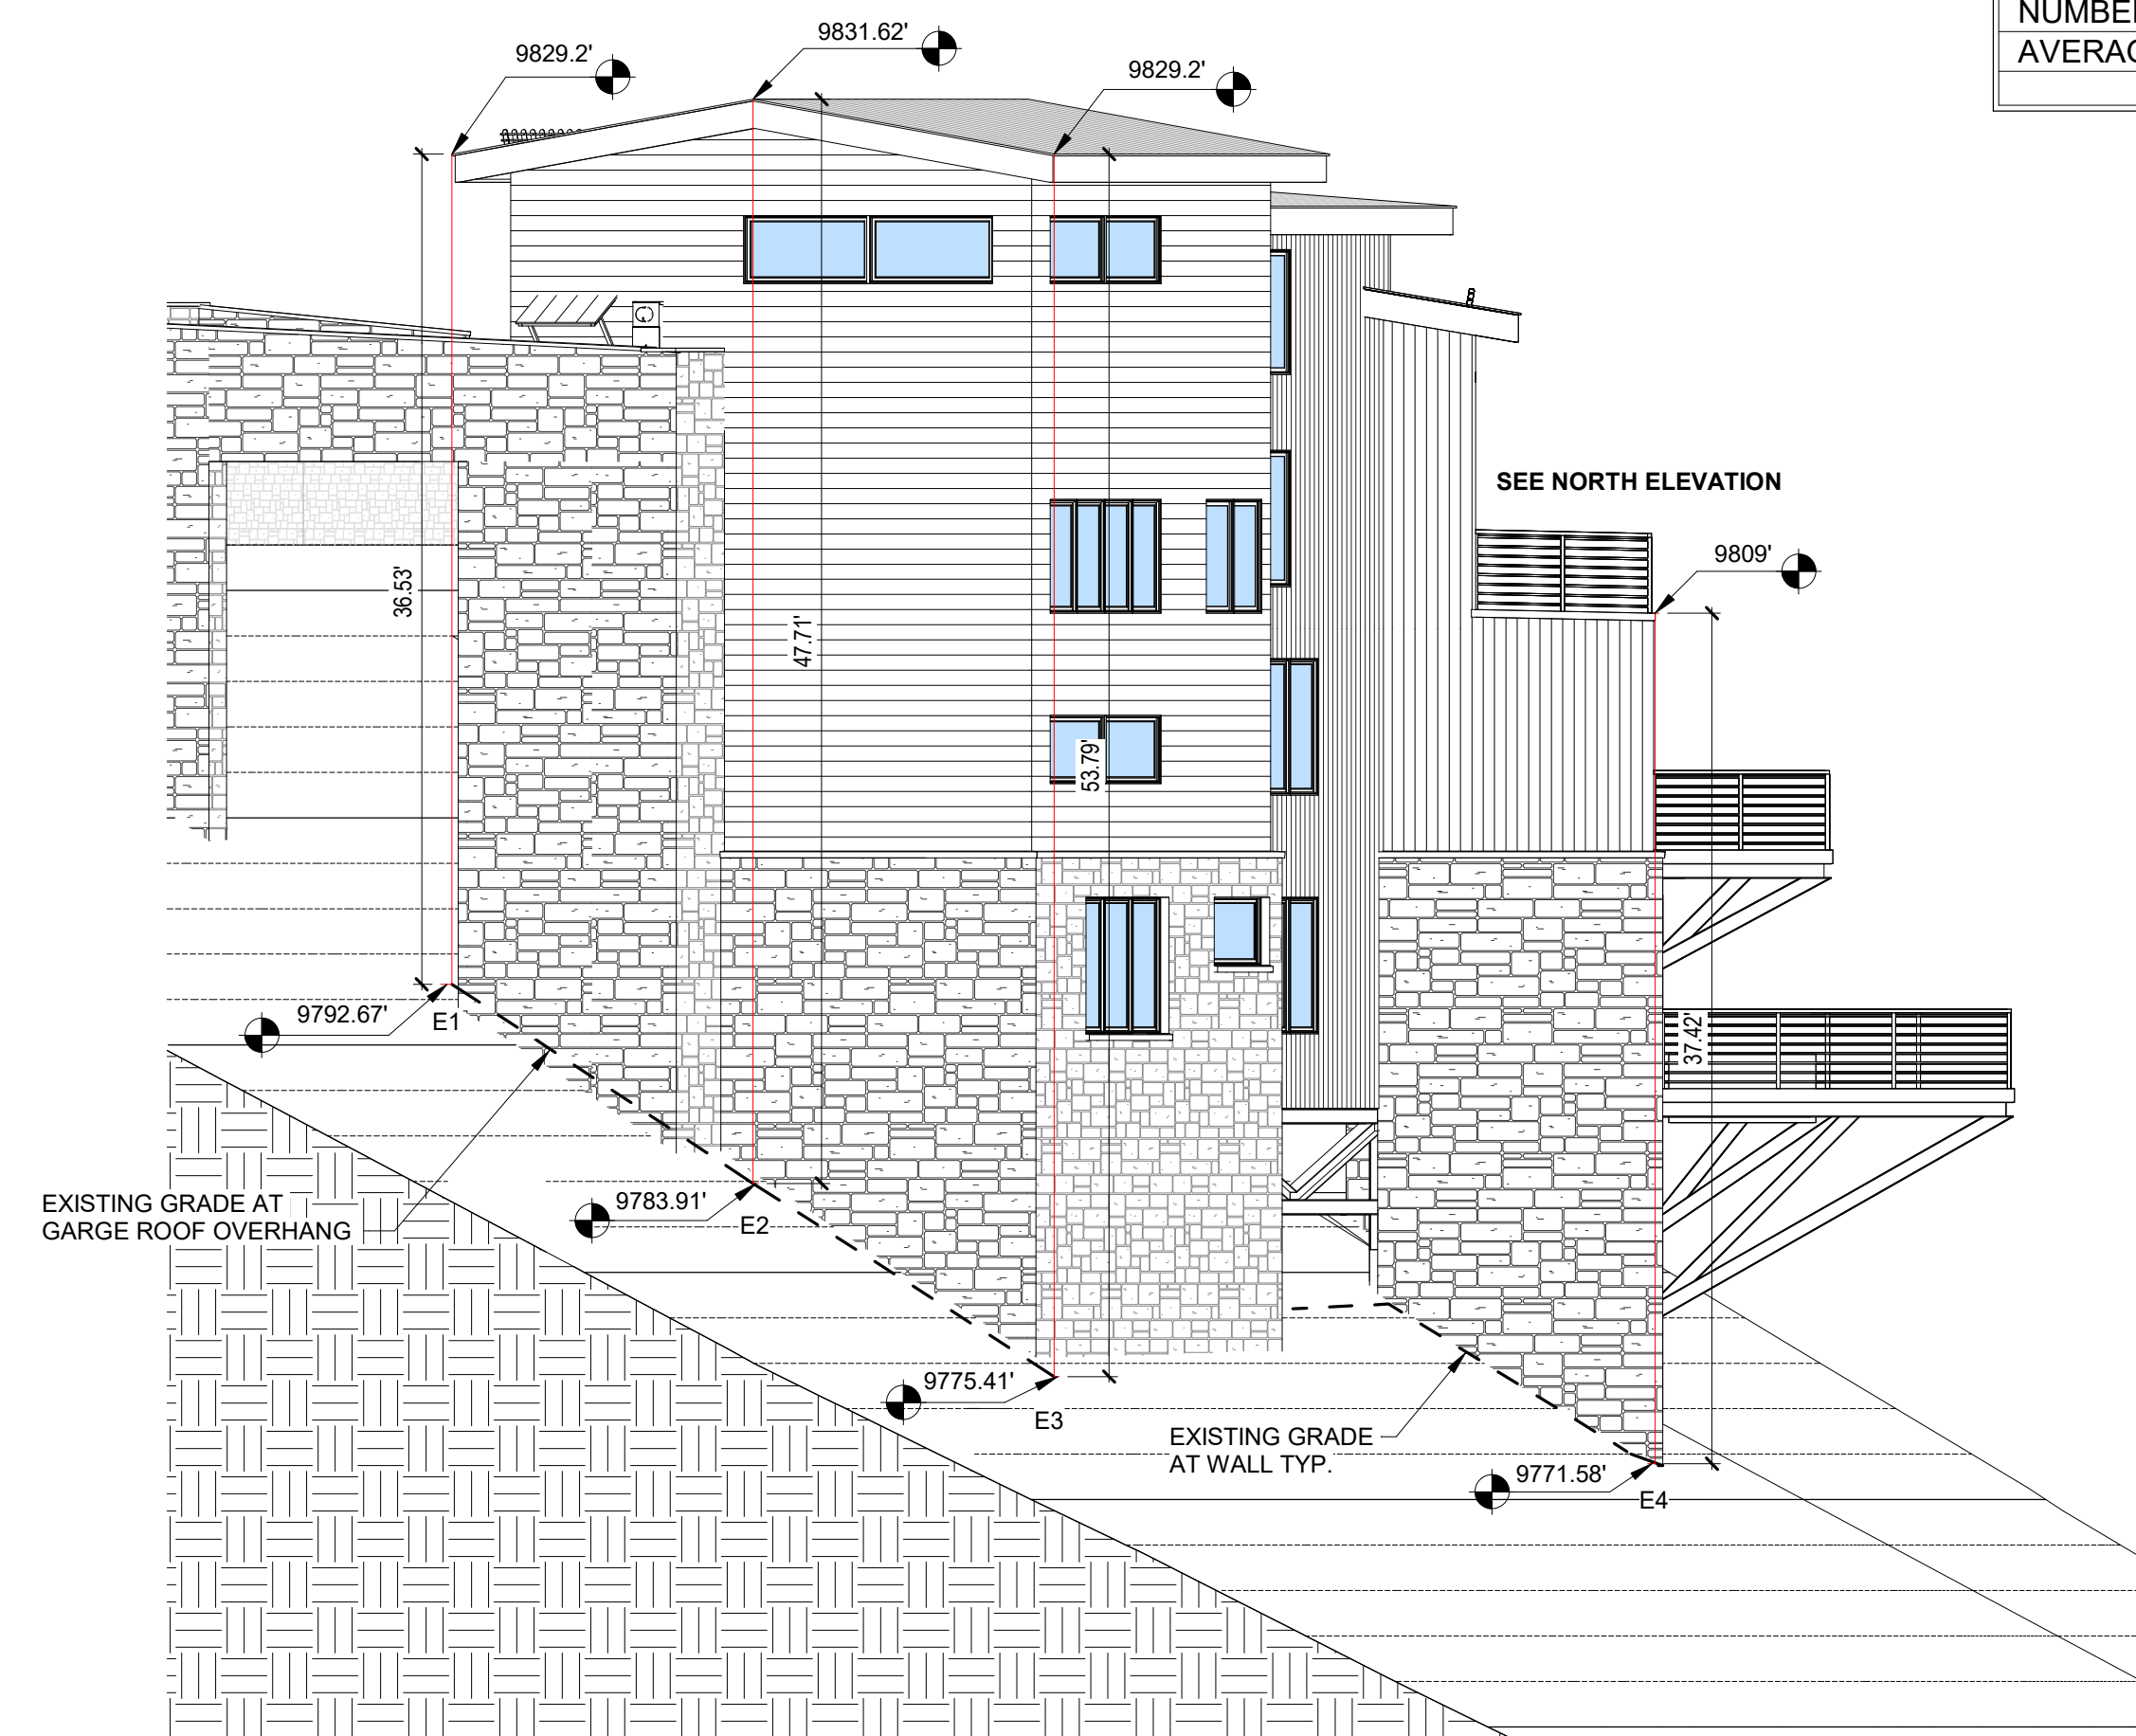 NUMBER
AVERAG
9831.62'
9829.2'
9829.2'
SEE NORTH ELEVATION
9809'
36.53'
47.71'
53.79'
37.42'
9792.67'
E1
9783.91'
E2
EXISTING GRADE AT
GARGE ROOF OVERHANG
9775.41'
E3
EXISTING GRADE
AT WALL TYP.
9771.58'
E4